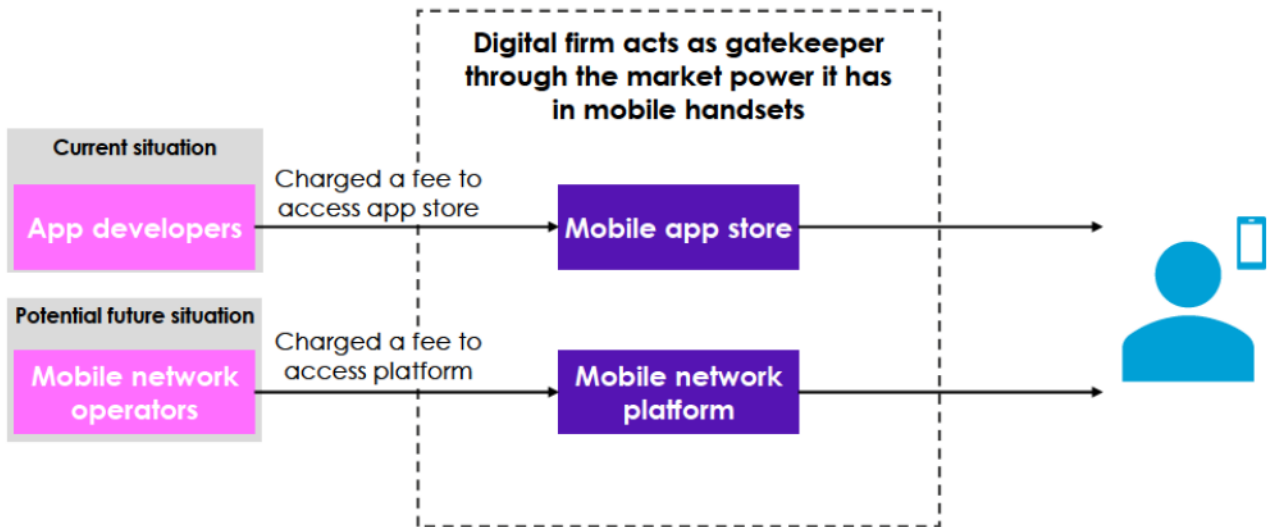 Digital firm acts as gatekeeper
through the market power it has
in mobile handsets
Current situation
App developers
Charged a fee to
access app store
Mobile app store
Potential future situation
Mobile network
operators
Charged a fee to
access platform
Mobile network
platform